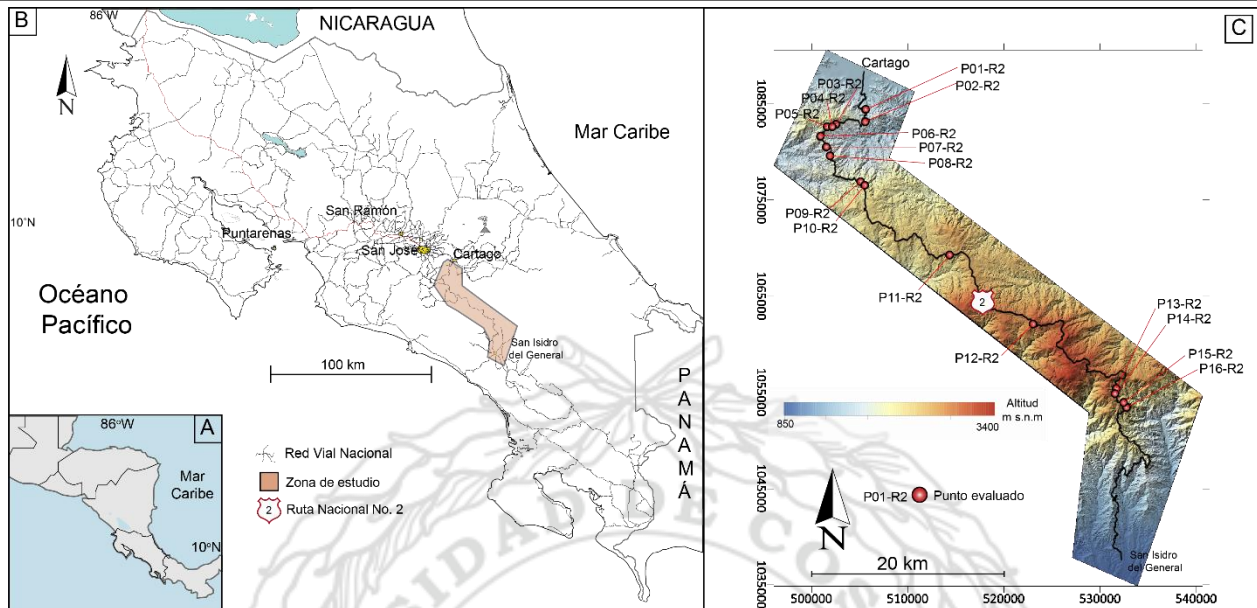 B
86°W
NICARAGUA
N
Mar Caribe
10°N
San Ramón
Puntarenas
San José
Cartago
Océano
Pacífico
San Isidro
del General
100 km
PANAMÁ
Red Vial Nacional
Zona de estudio
2
Ruta Nacional No. 2
A
86°W
Mar
Caribe
10°N
C
Cartago
P01-R2
P02-R2
P03-R2
P04-R2
P05-R2
P06-R2
P07-R2
P08-R2
P09-R2
P10-R2
P11-R2
2
P12-R2
P13-R2
P14-R2
P15-R2
P16-R2
Altitud
m s.n.m
850
3400
P01-R2
Punto evaluado
N
20 km
San Isidro
del General
1085000
1075000
1065000
1055000
1045000
1035000
500000
510000
520000
530000
540000